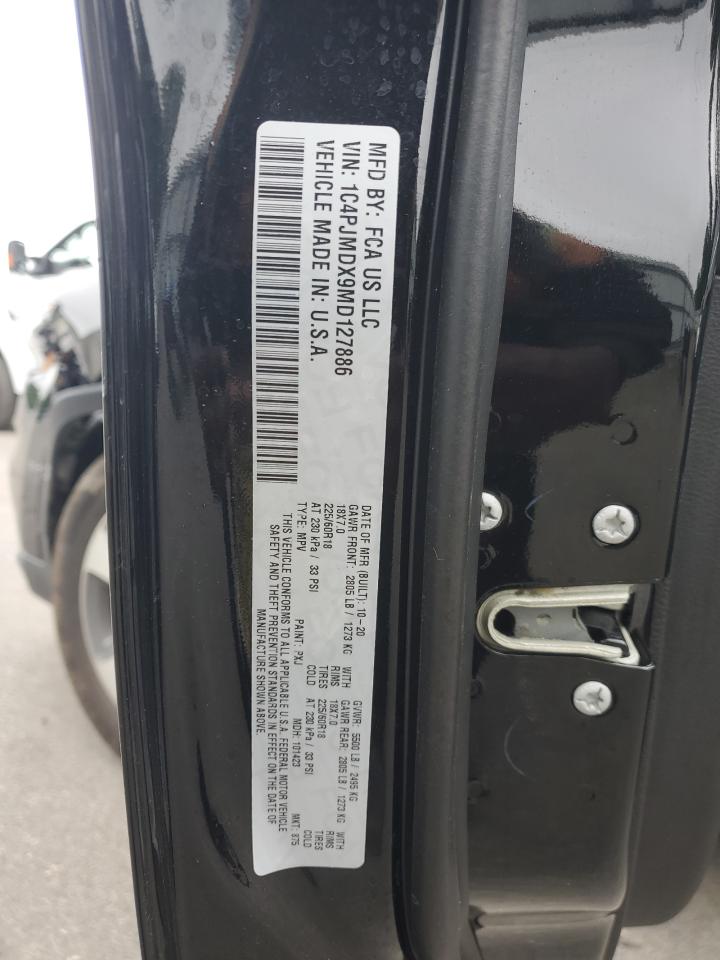 MFD BY: FCA US LLC
VIN: 1C4PJMDX9MD127886
VEHICLE MADE IN: U.S.A.
DATE OF MFR (BUILT): 10-20 GVWR: 5500 LB / 2495 KG
GAWR FRONT: 2805 LB / 1273 KG WITH GAWR REAR: 2805 LB / 1273 KG WITH
18X7.0 RIMS 18X7.0 RIMS
225/60R18 TIRES 225/60R18 TIRES
AT 230 kPa / 33 PSI COLD AT 230 kPa / 33 PSI COLD
TYPE: MPV PAINT: PXJ MDH: 101423 MKT: 875
THIS VEHICLE CONFORMS TO ALL APPLICABLE U.S.A. FEDERAL MOTOR VEHICLE
SAFETY AND THEFT PREVENTION STANDARDS IN EFFECT ON THE DATE OF
MANUFACTURE SHOWN ABOVE.